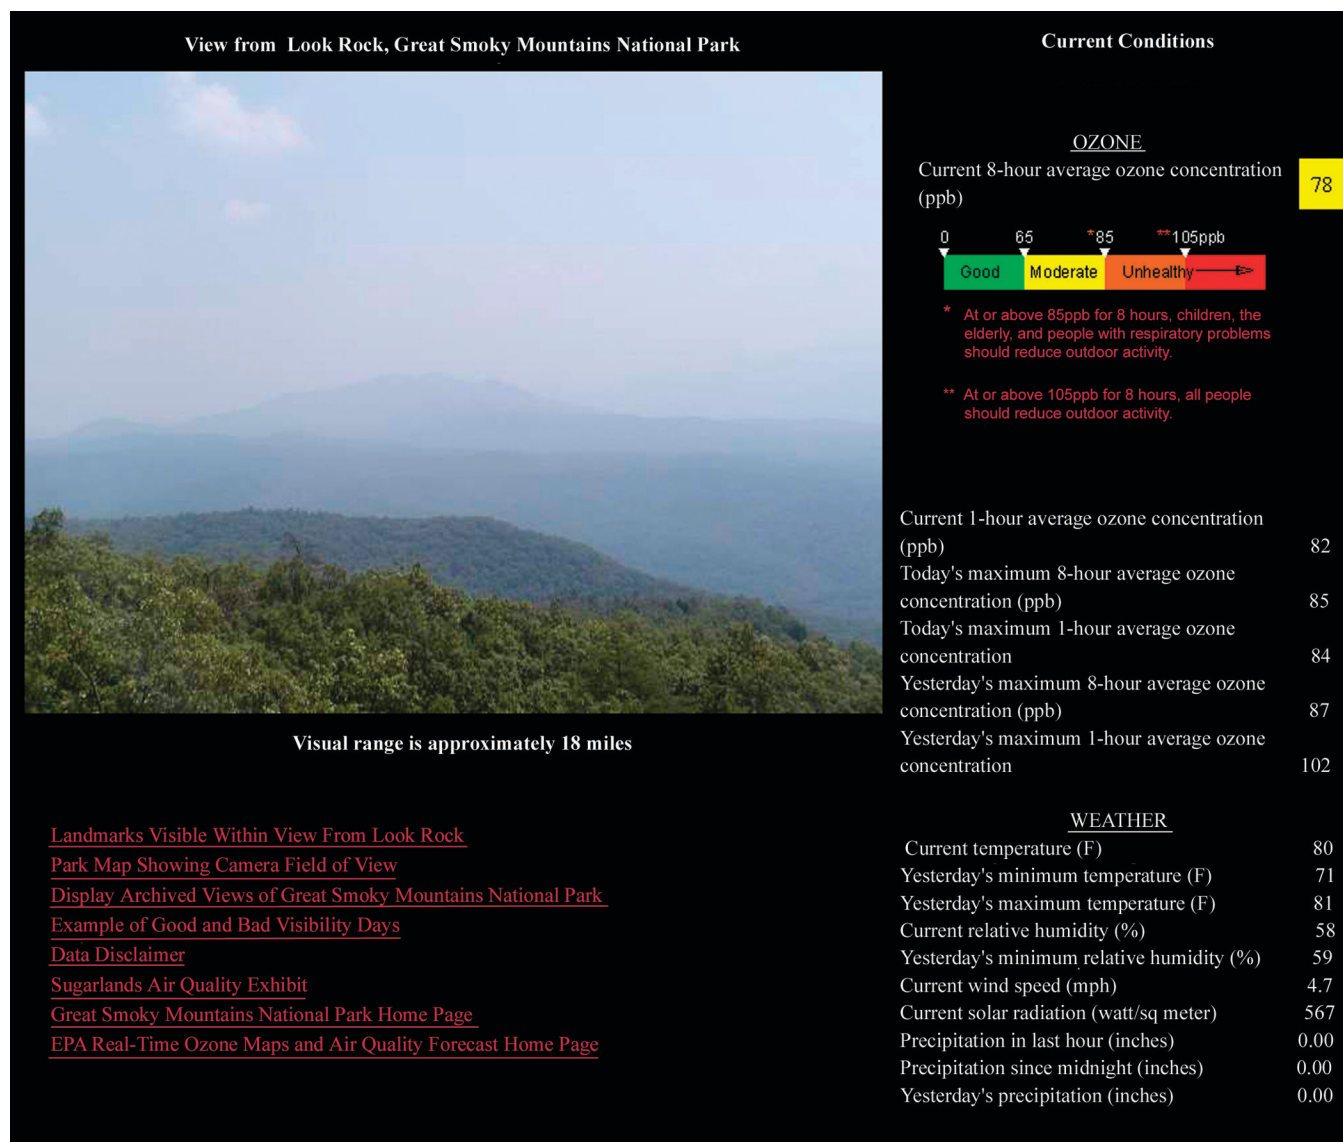 View from Look Rock, Great Smoky Mountains National Park
Visual range is approximately 18 miles
Landmarks Visible Within View From Look Rock
Park Map Showing Camera Field of View
Display Archived Views of Great Smoky Mountains National Park
Example of Good and Bad Visibility Days
Data Disclaimer
Sugarlands Air Quality Exhibit
Great Smoky Mountains National Park Home Page
EPA Real-Time Ozone Maps and Air Quality Forecast Home Page
Current Conditions
OZONE
Current 8-hour average ozone concentration
(ppb) 78
0 65 *85 **105ppb
Good Moderate Unhealthy
* At or above 85ppb for 8 hours, children, the
elderly, and people with respiratory problems
should reduce outdoor activity.
** At or above 105ppb for 8 hours, all people
should reduce outdoor activity.
Current 1-hour average ozone concentration
(ppb) 82
Today's maximum 8-hour average ozone
concentration (ppb) 85
Today's maximum 1-hour average ozone
concentration 84
Yesterday's maximum 8-hour average ozone
concentration (ppb) 87
Yesterday's maximum 1-hour average ozone
concentration 102
WEATHER
Current temperature (F) 80
Yesterday's minimum temperature (F) 71
Yesterday's maximum temperature (F) 81
Current relative humidity (%) 58
Yesterday's minimum relative humidity (%) 59
Current wind speed (mph) 4.7
Current solar radiation (watt/sq meter) 567
Precipitation in last hour (inches) 0.00
Precipitation since midnight (inches) 0.00
Yesterday's precipitation (inches) 0.00